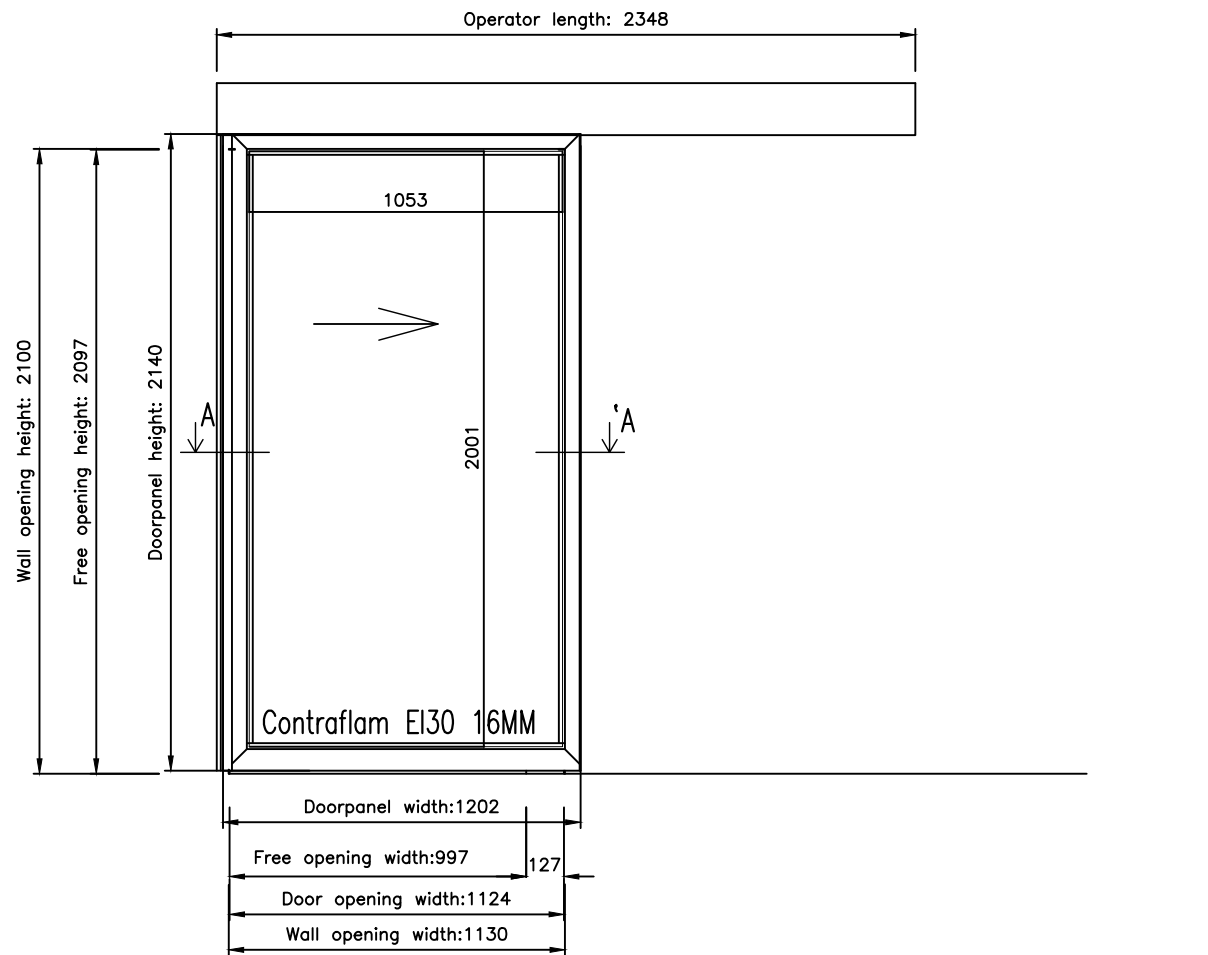 Operator length: 2348
1053
Wall opening height: 2100
Free opening height: 2097
Doorpanel height: 2140
A
'A
2001
Contraflam EI30 16MM
Doorpanel width:1202
Free opening width:997
127
Door opening width:1124
Wall opening width:1130